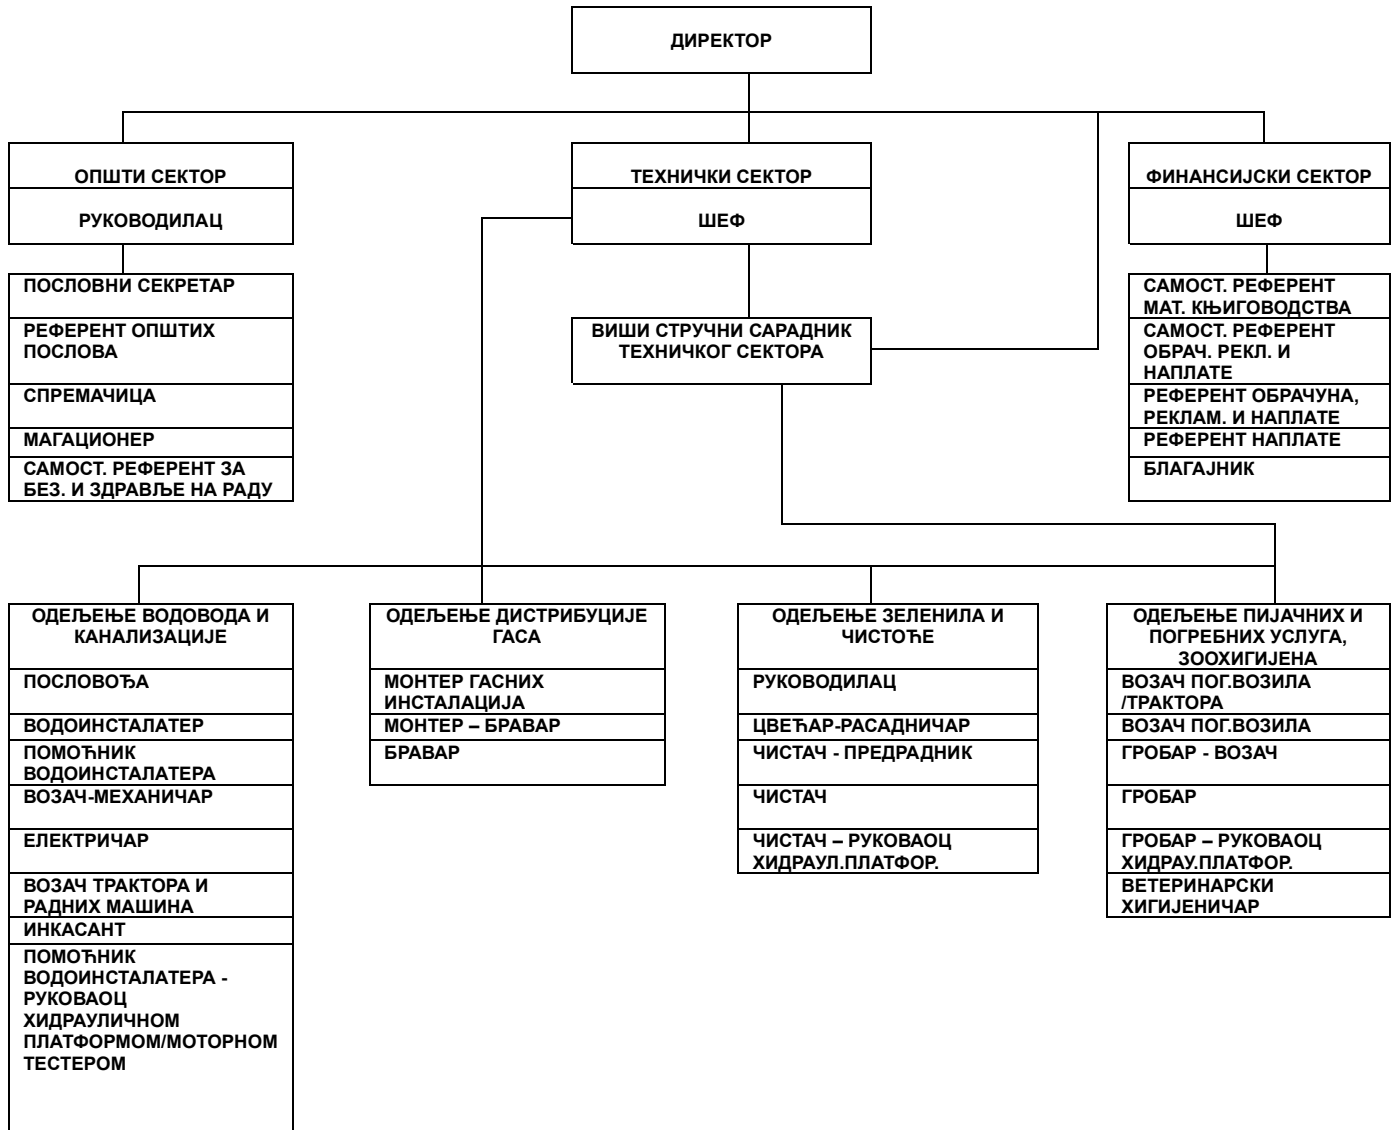 ДИРЕКТОР
ОПШТИ СЕКТОР
РУКОВОДИЛАЦ
ТЕХНИЧКИ СЕКТОР
ШЕФ
ФИНАНСИЈСКИ СЕКТОР
ШЕФ
ПОСЛОВНИ СЕКРЕТАР
РЕФЕРЕНТ ОПШТИХ
ПОСЛОВА
СПРЕМАЧИЦА
МАГАЦИОНЕР
САМОСТ. РЕФЕРЕНТ ЗА
БЕЗ. И ЗДРАВЉЕ НА РАДУ
ВИШИ СТРУЧНИ САРАДНИК
ТЕХНИЧКОГ СЕКТОРА
САМОСТ. РЕФЕРЕНТ
МАТ. КЊИГОВОДСТВА
САМОСТ. РЕФЕРЕНТ
ОБРАЧ. РЕКЛ. И
НАПЛАТЕ
РЕФЕРЕНТ ОБРАЧУНА,
РЕКЛАМ. И НАПЛАТЕ
РЕФЕРЕНТ НАПЛАТЕ
БЛАГАЈНИК
ОДЕЉЕЊЕ ВОДОВОДА И
КАНАЛИЗАЦИЈЕ
ПОСЛОВОЂА
ВОДОИНСТАЛАТЕР
ПОМОЋНИК
ВОДОИНСТАЛАТЕРА
ВОЗАЧ-МЕХАНИЧАР
ЕЛЕКТРИЧАР
ВОЗАЧ ТРАКТОРА И
РАДНИХ МАШИНА
ИНКАСАНТ
ПОМОЋНИК
ВОДОИНСТАЛАТЕРА -
РУКОВАОЦ
ХИДРАУЛИЧНОМ
ПЛАТФОРМОМ/МОТОРНОМ
ТЕСТЕРОМ
ОДЕЉЕЊЕ ДИСТРИБУЦИЈЕ
ГАСА
МОНТЕР ГАСНИХ
ИНСТАЛАЦИЈА
МОНТЕР – БРАВАР
БРАВАР
ОДЕЉЕЊЕ ЗЕЛЕНИЛА И
ЧИСТОЋЕ
РУКОВОДИЛАЦ
ЦВЕЋАР-РАСАДНИЧАР
ЧИСТАЧ - ПРЕДРАДНИК
ЧИСТАЧ
ЧИСТАЧ – РУКОВАОЦ
ХИДРАУЛ.ПЛАТФОР.
ОДЕЉЕЊЕ ПИЈАЧНИХ И
ПОГРЕБНИХ УСЛУГА,
ЗООХИГИЈЕНА
ВОЗАЧ ПОГ.ВОЗИЛА
/ТРАКТОРА
ВОЗАЧ ПОГ.ВОЗИЛА
ГРОБАР - ВОЗАЧ
ГРОБАР
ГРОБАР – РУКОВАОЦ
ХИДРАУ.ПЛАТФОР.
ВЕТЕРИНАРСКИ
ХИГИЈЕНИЧАР